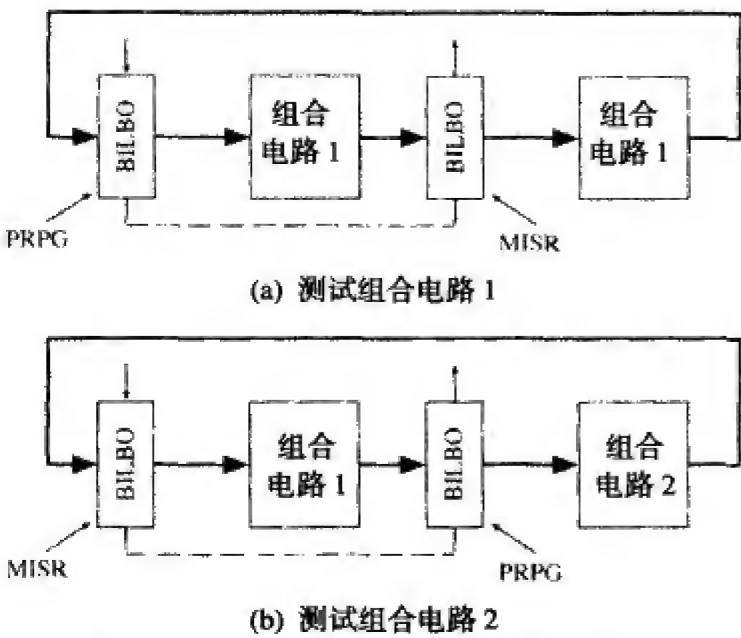 BILBO
组合
电路 1
BILBO
组合
电路 1
PRPG
MISR
(a) 测试组合电路 1
BILBO
组合
电路 1
BILBO
组合
电路 2
MISR
PRPG
(b) 测试组合电路 2